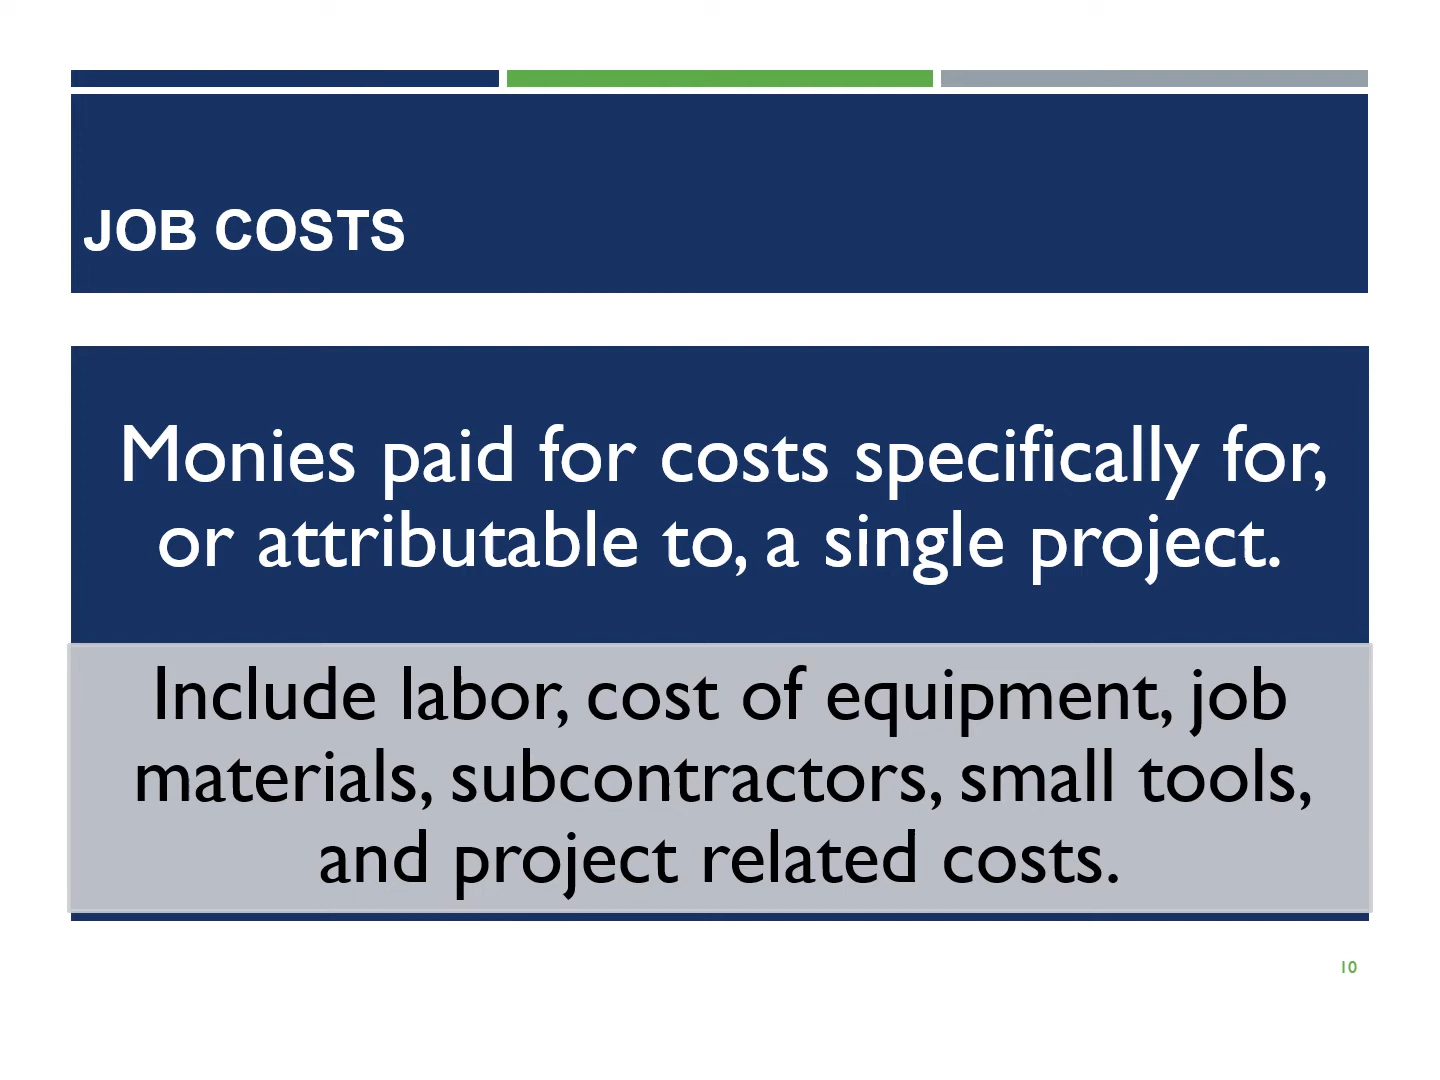 JOB COSTS
Monies paid for costs specifically for,
or attributable to, a single project.
Include labor, cost of equipment, job
materials, subcontractors, small tools,
and project related costs.
10